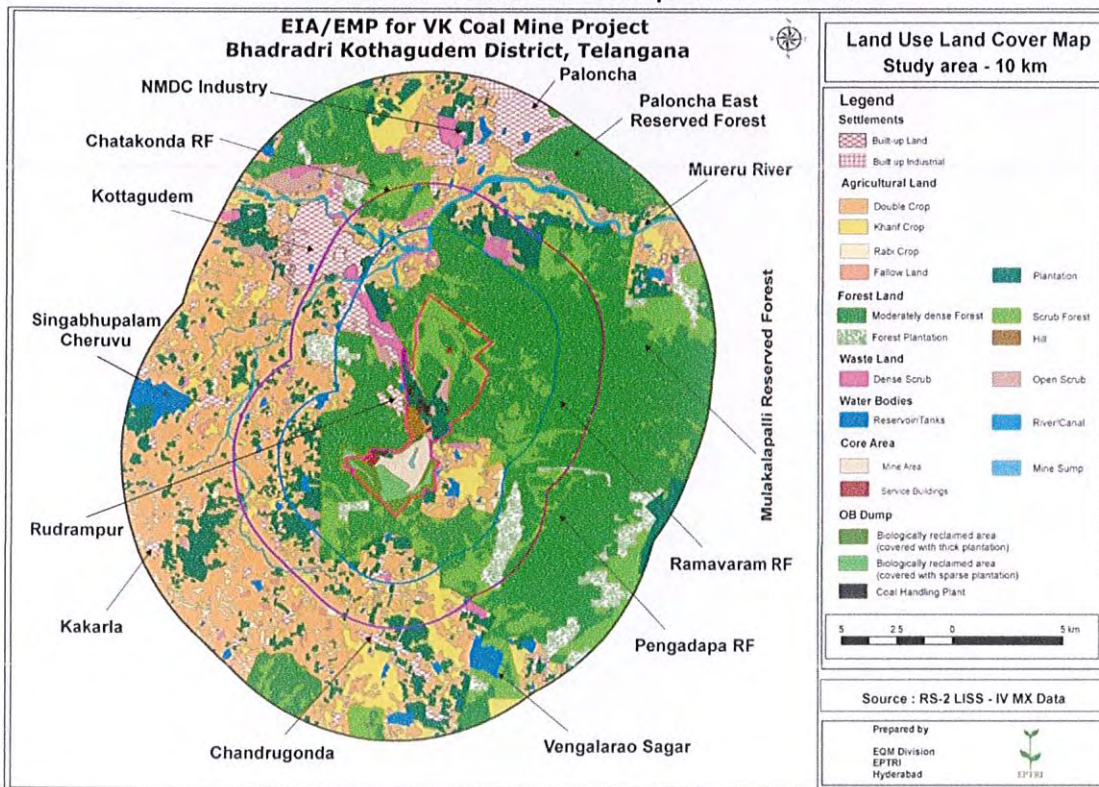 EIA/EMP for VK Coal Mine Project
Bhadradri Kothagudem District, Telangana
NMDC Industry
Paloncha
Chatakonda RF
Paloncha East
Reserved Forest
Kottagudem
Mureru River
Singabhupalam
Cheruvu
Mulakalapalli Reserved Forest
Rudrampur
Ramavaram RF
Kakarla
Pengadapa RF
Chandrugonda
Vengalarao Sagar
Land Use Land Cover Map
Study area - 10 km
Legend
Settlements
Built-up Land
Built up Industrial
Agricultural Land
Double Crop
Kharif Crop
Rabi Crop
Fallow Land
Plantation
Forest Land
Moderately dense Forest
Scrub Forest
Forest Plantation
Hill
Waste Land
Dense Scrub
Open Scrub
Water Bodies
Reservoir/Tanks
River/Canal
Core Area
Mine Area
Mine Sump
Service Buildings
OB Dump
Biologically reclaimed area
(covered with thick plantation)
Biologically reclaimed area
(covered with sparse plantation)
Coal Handling Plant
5 2.5 0 5 km
Source : RS-2 LISS - IV MX Data
Prepared by
EQM Division
EPTRI
Hyderabad
EPTRI